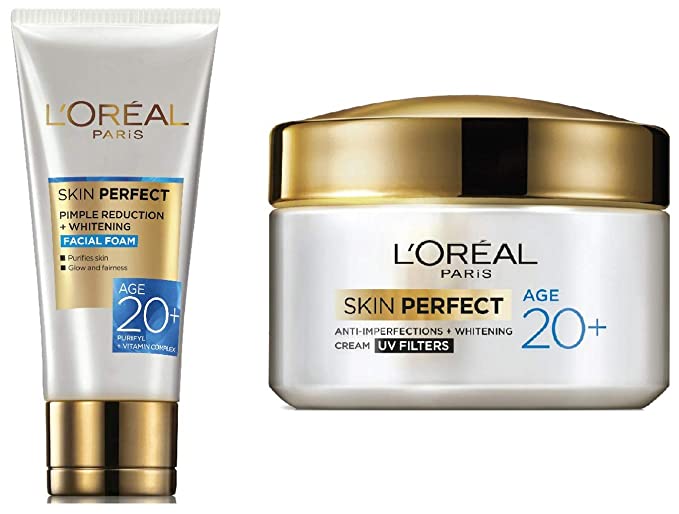 L'ORÉAL
PARIS
SKIN PERFECT
PIMPLE REDUCTION
+ WHITENING
FACIAL FOAM
■ Purifies skin
■ Glow and fairness
AGE
20+
PURIFYL
+ VITAMIN COMPLEX
L'ORÉAL
PARIS
SKIN PERFECT
AGE
20+
ANTI-IMPERFECTIONS + WHITENING
CREAM UV FILTERS